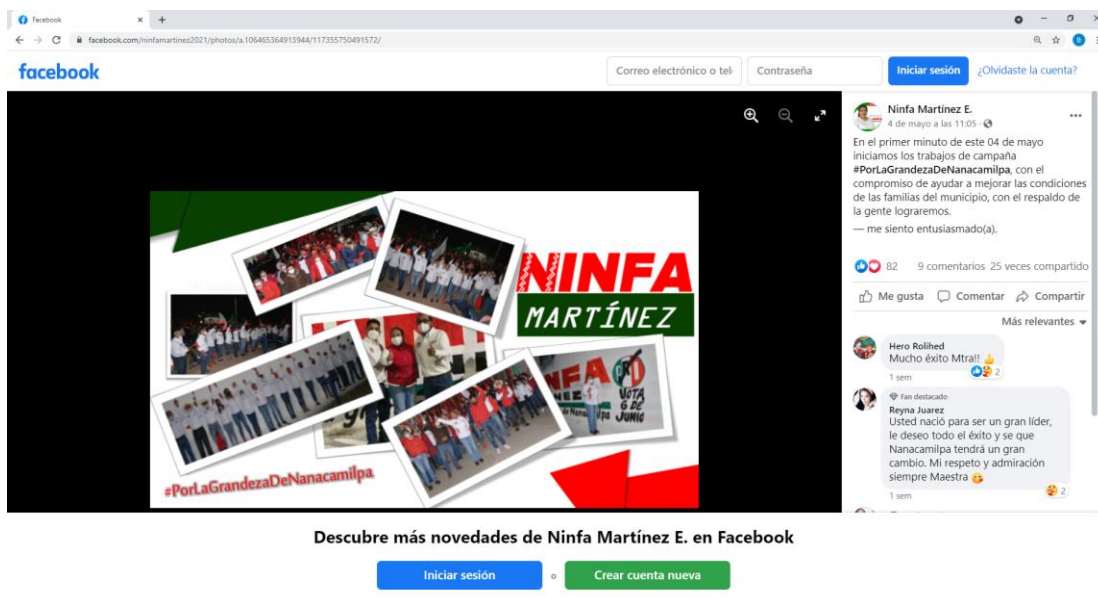 Facebook
facebook.com/ninfamartinez2021/photos/a.106465364913944/117355750491572/
B
facebook
Correo electrónico o tel
Contraseña
Iniciar sesión
¿Olvidaste la cuenta?
NINFA
MARTÍNEZ
NFA
PRI
NEZ
VOTA
6 DE
JUNIO
#PorLaGrandezaDeNanacamilpa
Ninfa Martínez E.
4 de mayo a las 11:05 ·
En el primer minuto de este 04 de mayo
iniciamos los trabajos de campaña
#PorLaGrandezaDeNanacamilpa, con el
compromiso de ayudar a mejorar las condiciones
de las familias del municipio, con el respaldo de
la gente lograremos.
— me siento entusiasmado(a).
82 9 comentarios 25 veces compartido
Me gusta Comentar Compartir
Más relevantes
Hero Rolihed
Mucho éxito Mtra!! 👍
2
1 sem
Fan destacado
Reyna Juarez
Usted nació para ser un gran líder,
le deseo todo el éxito y se que
Nanacamilpa tendrá un gran
cambio. Mi respeto y admiración
siempre Maestra 😘
2
1 sem
Descubre más novedades de Ninfa Martínez E. en Facebook
Iniciar sesión o Crear cuenta nueva